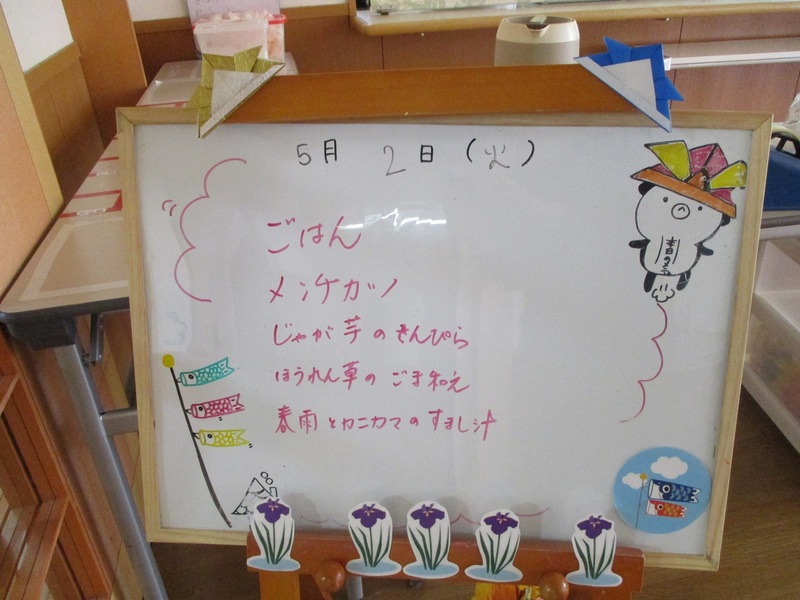 5月 2日 (火)
ごはん
メンチカツ
じゃが芋のきんぴら
ほうれん草のごま和え
春雨とカニカマのすまし汁